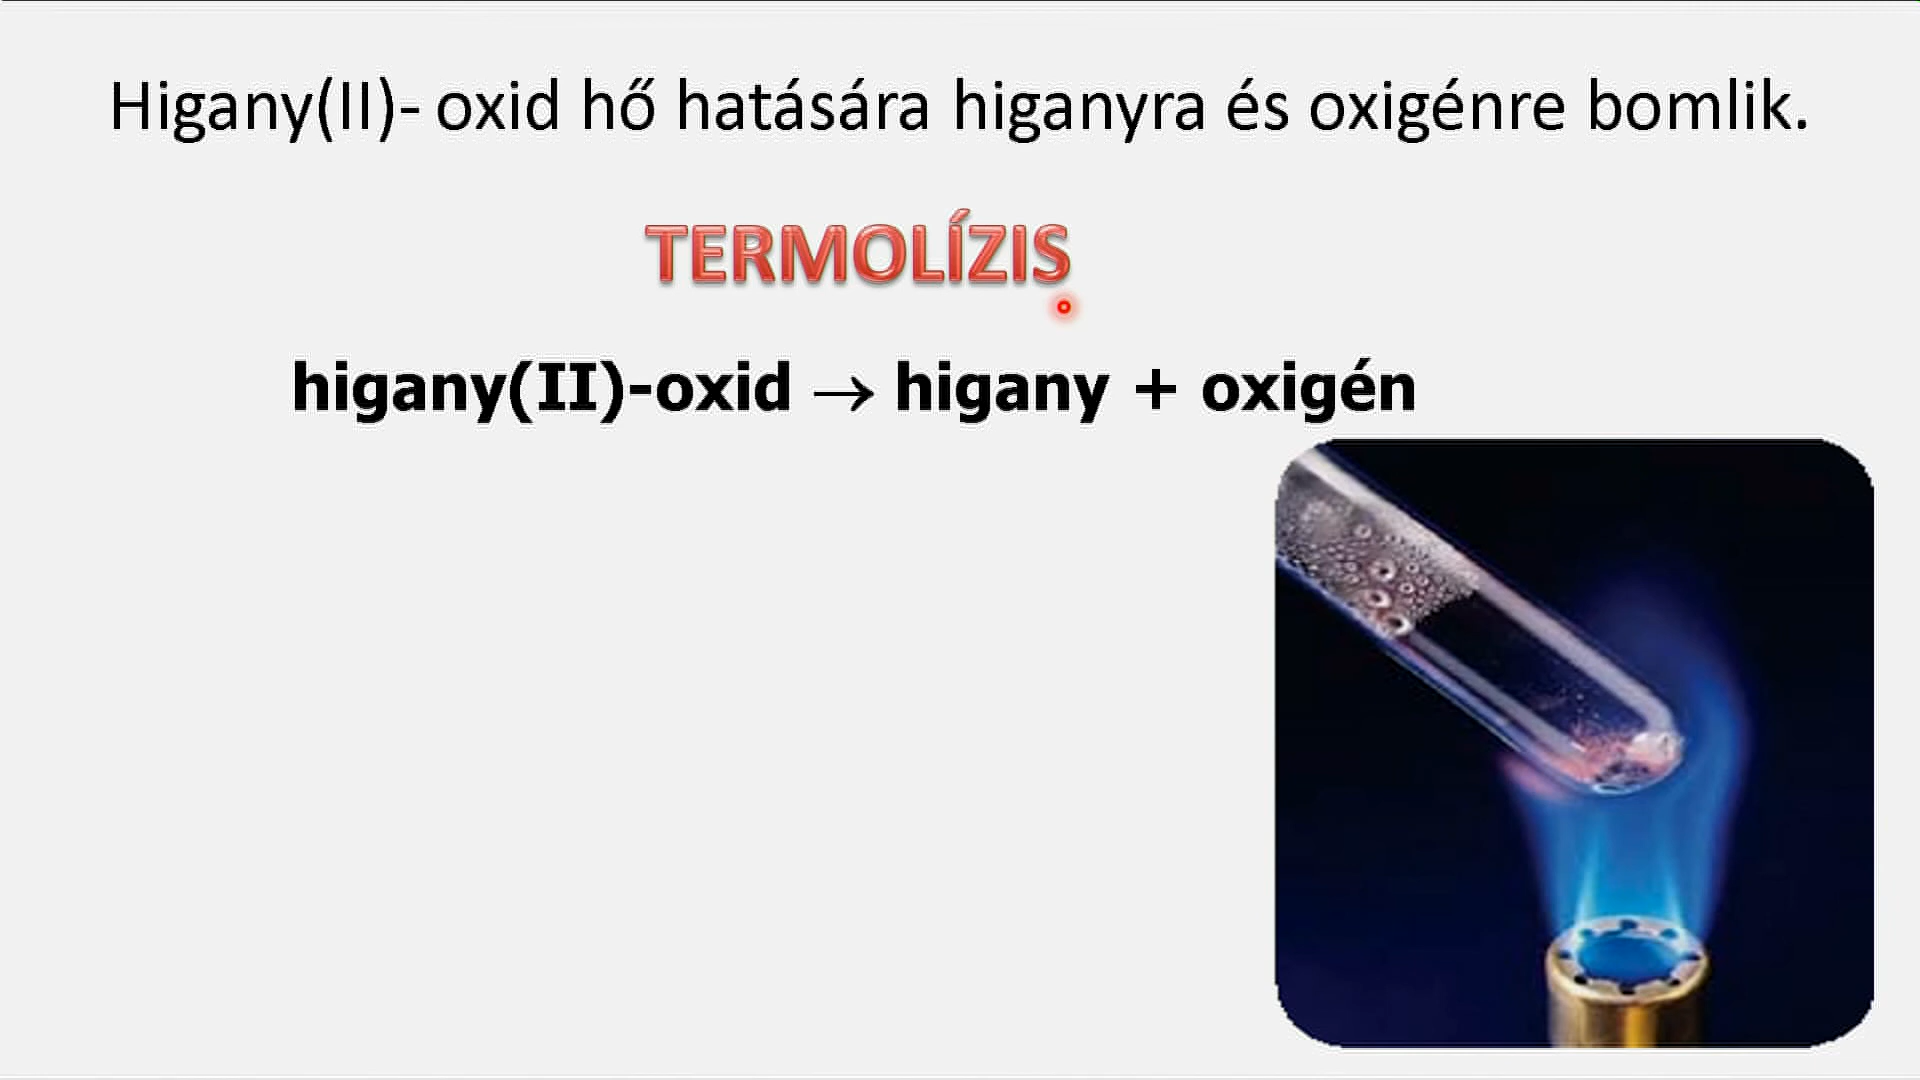 Higany(II)- oxid hő hatására higanyra és oxigénre bomlik.
TERMOLÍZIS
higany(II)-oxid → higany + oxigén